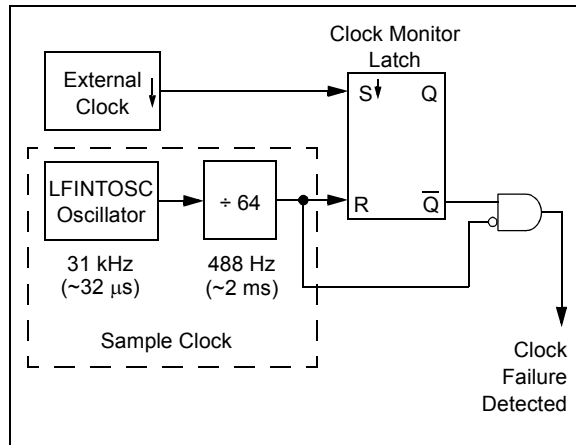 Clock Monitor
Latch
External
Clock
S
Q
LFINTOSC
Oscillator
÷ 64
R
Q̅
31 kHz
(~32 μs)
488 Hz
(~2 ms)
Sample Clock
Clock
Failure
Detected